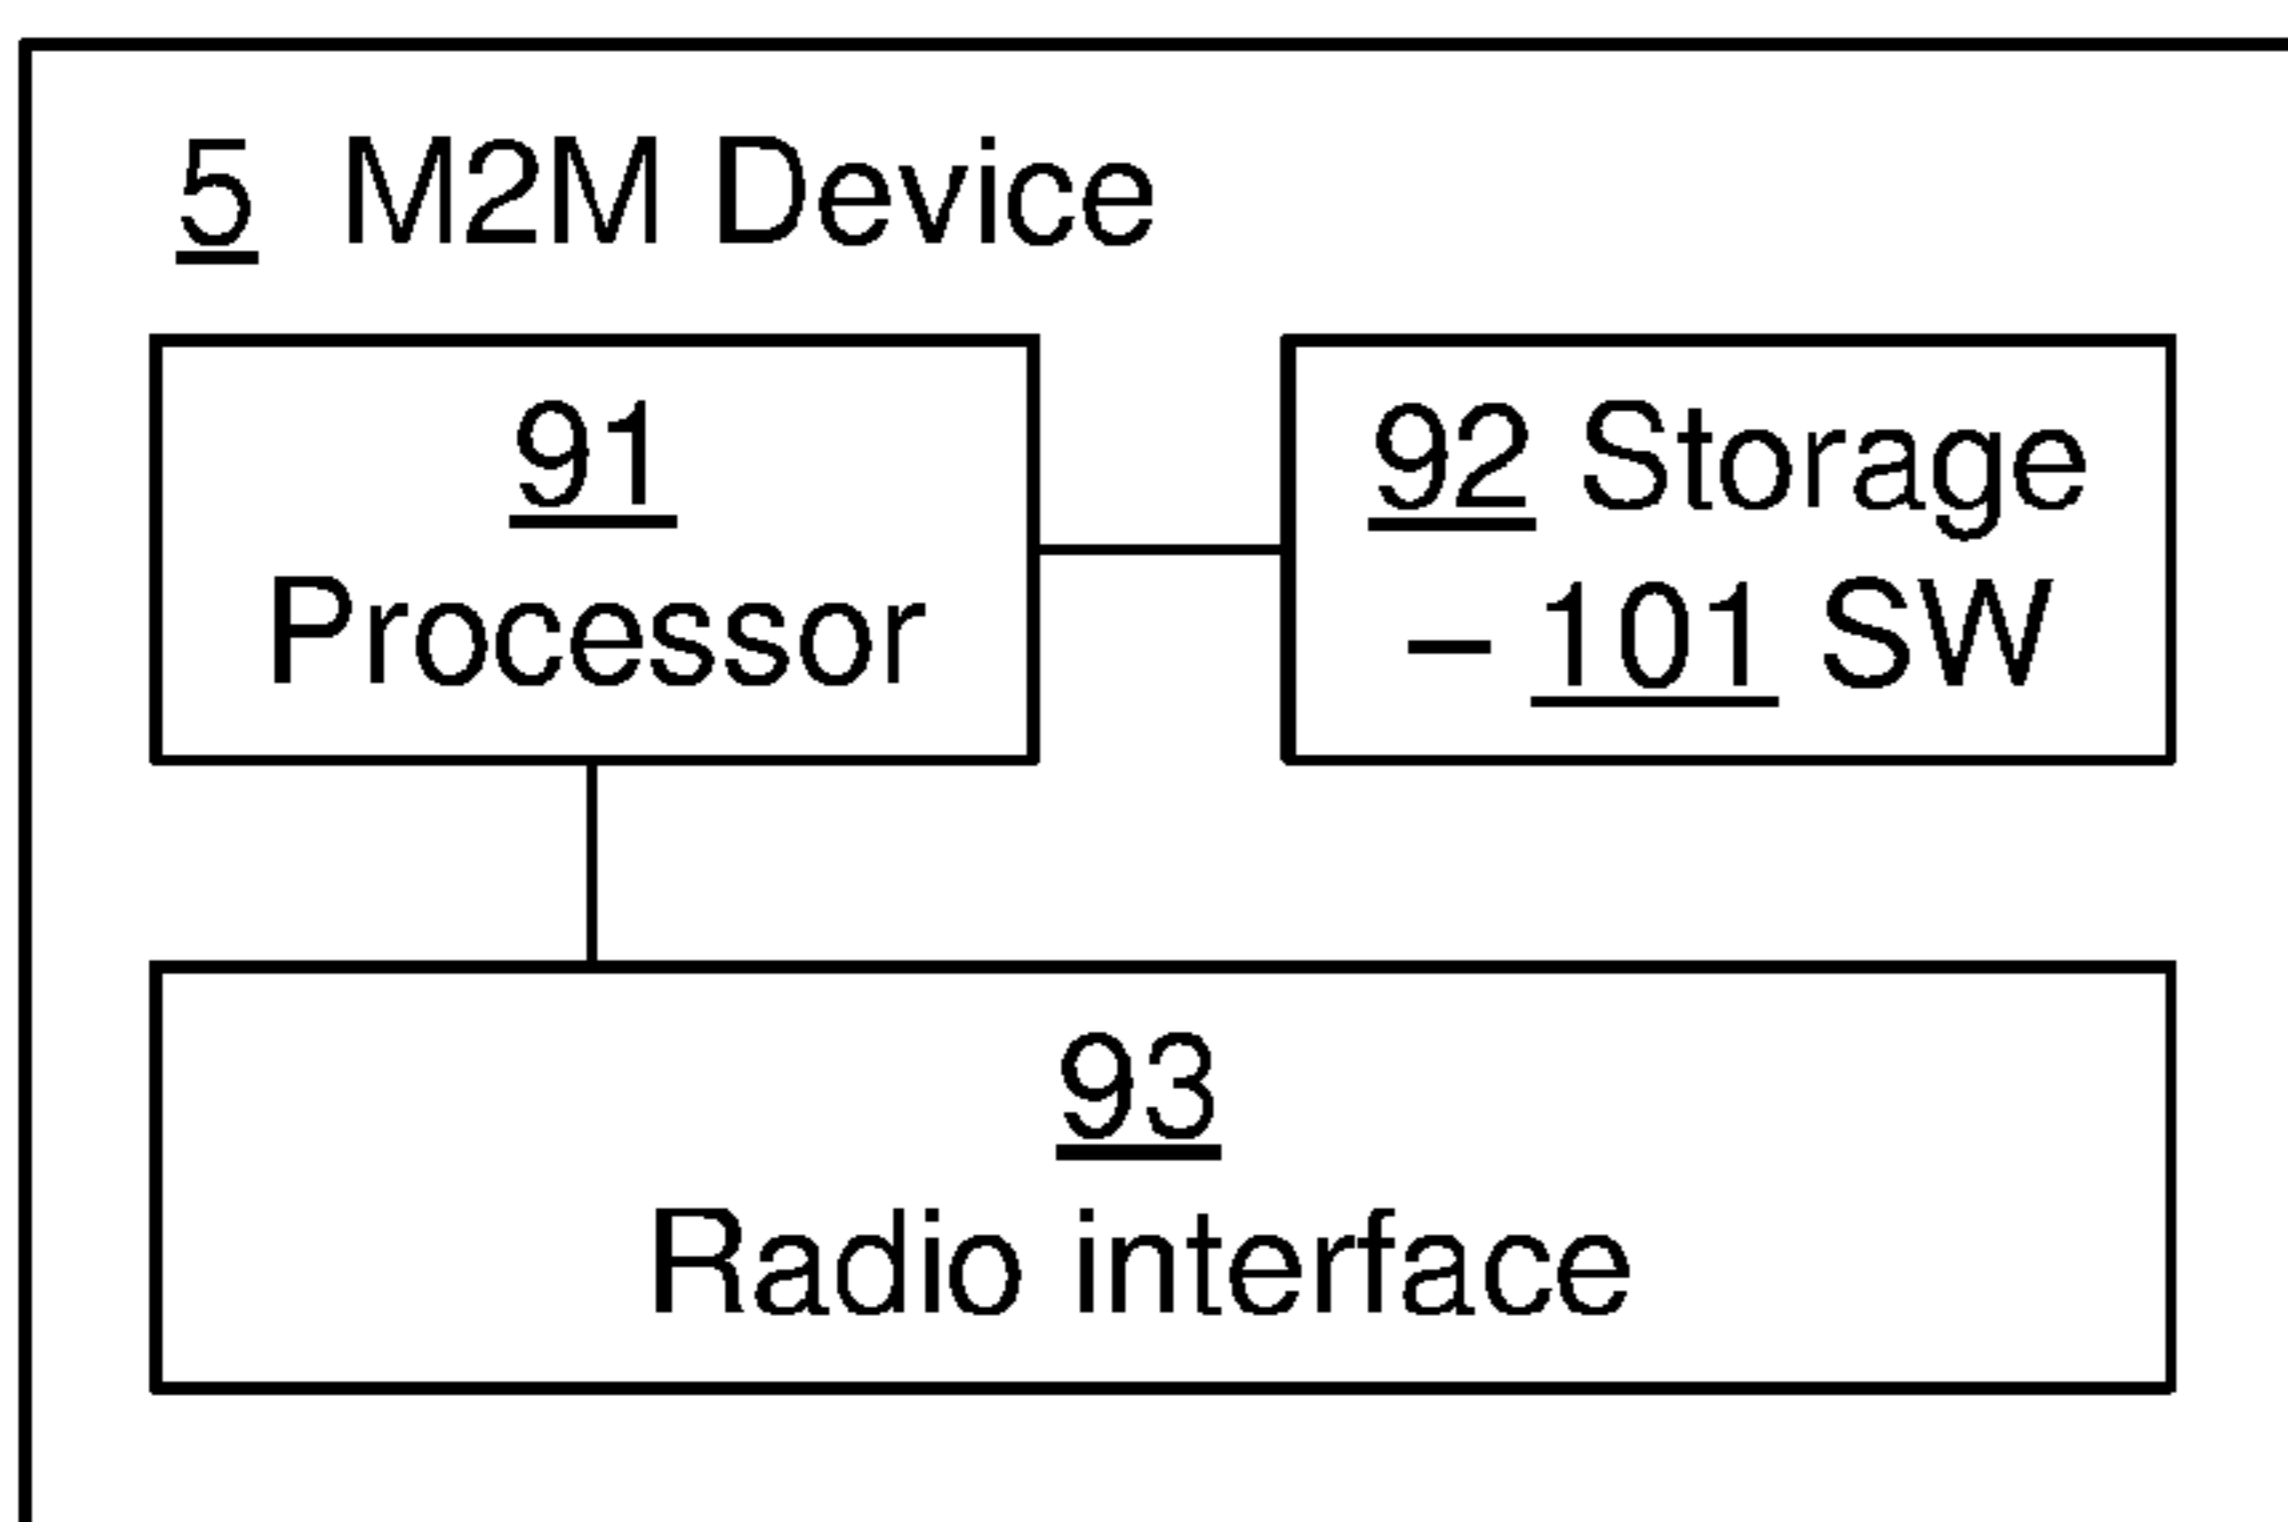 5 M2M Device
91
Processor
92 Storage
– 101 SW
93
Radio interface